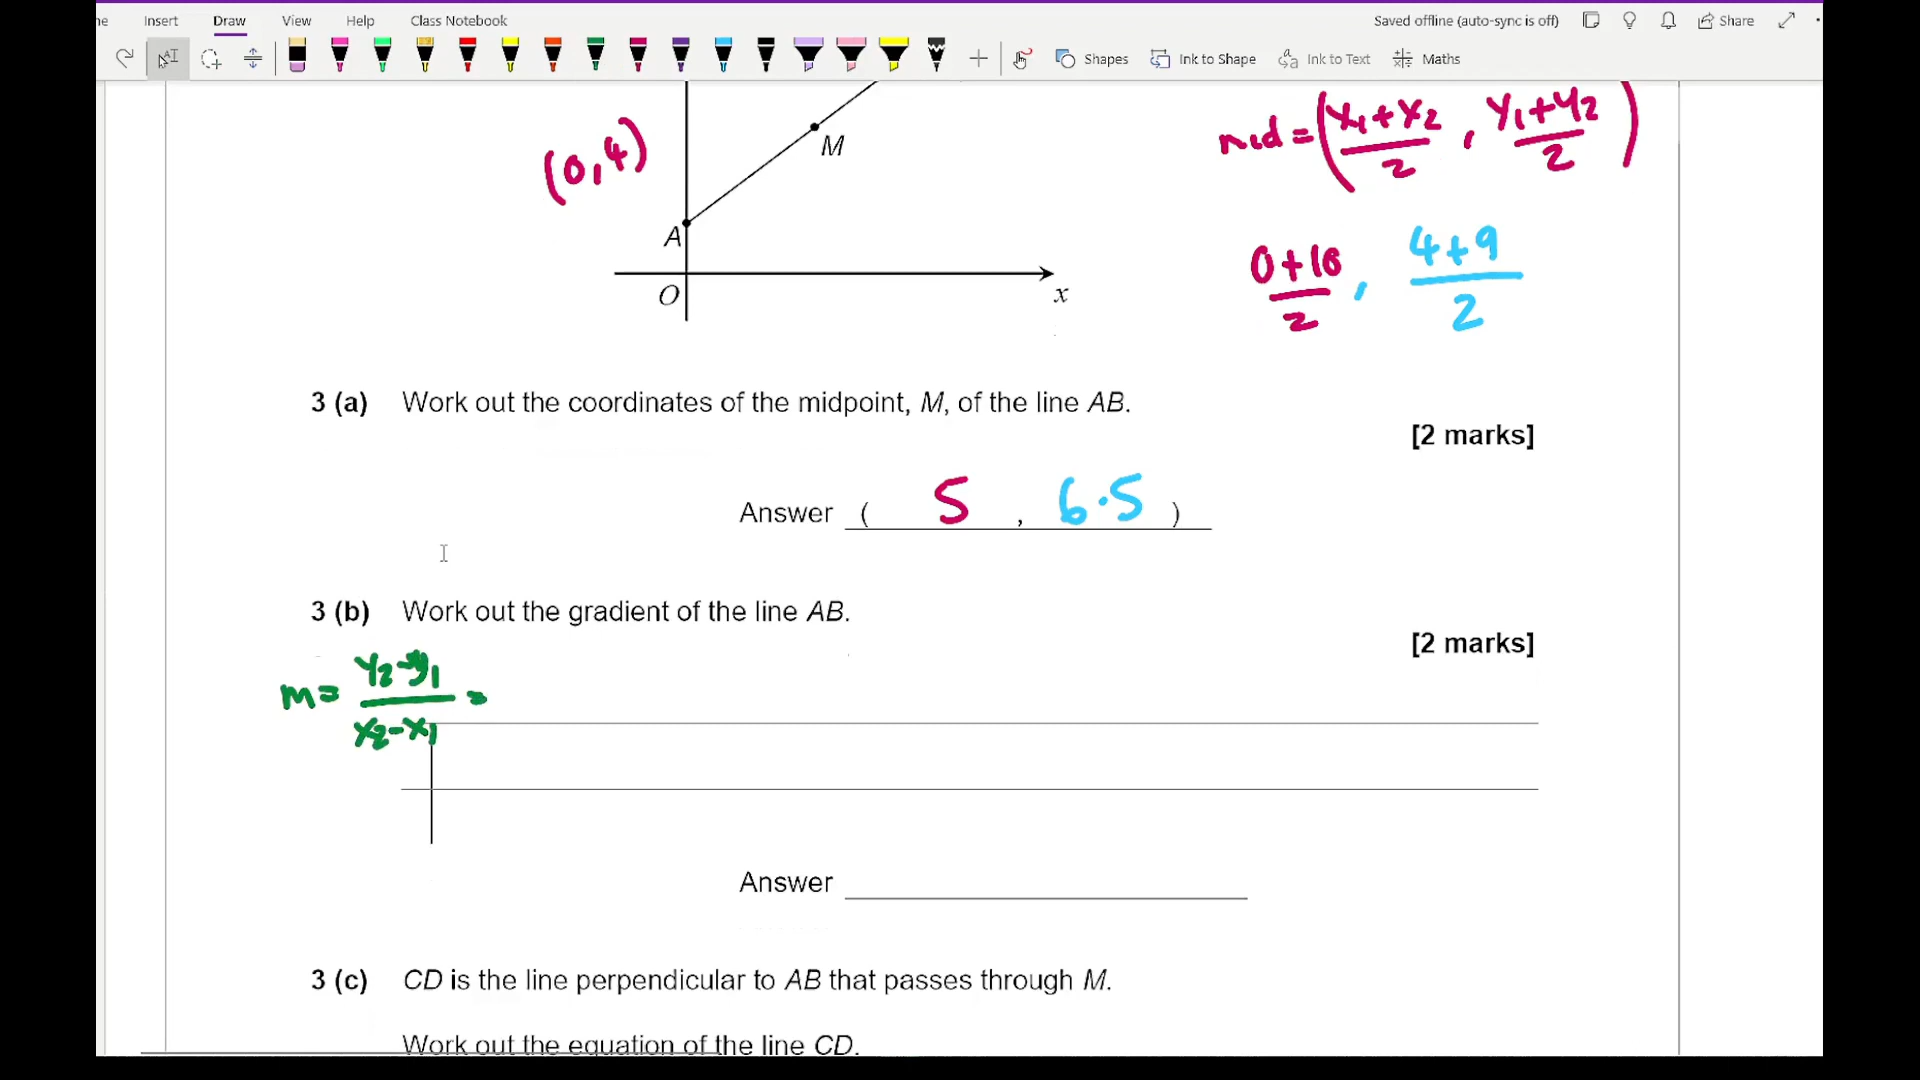 he Insert Draw View Help Class Notebook Saved offline (auto-sync is off) Share
Shapes Ink to Shape Ink to Text Maths
mid = (x₁+x₂/2 , y₁+y₂/2)
(0,4)
M
A
O
x
0+10/2 , 4+9/2
3 (a) Work out the coordinates of the midpoint, M, of the line AB.
[2 marks]
Answer ( 5 , 6.5 )
3 (b) Work out the gradient of the line AB.
[2 marks]
m = y₂-y₁/x₂-x₁ =
Answer
3 (c) CD is the line perpendicular to AB that passes through M.
Work out the equation of the line CD.